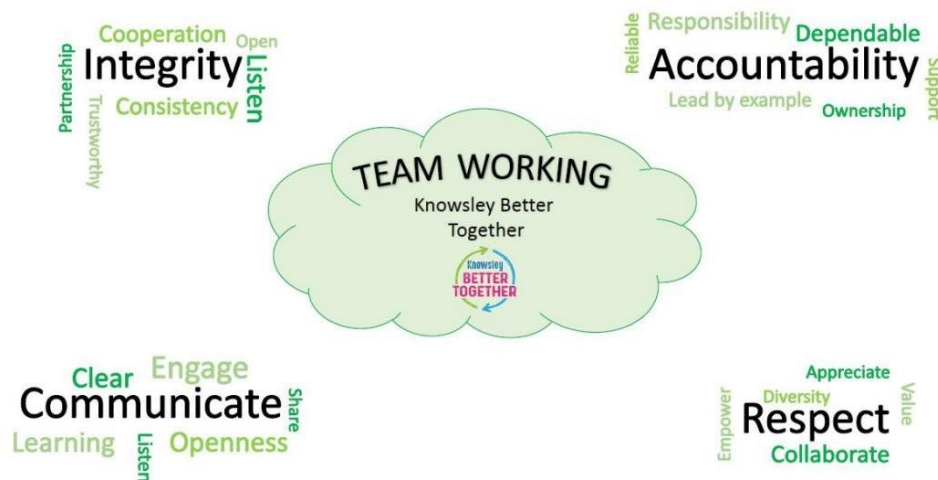 Cooperation
Open
Partnership
Integrity
Listen
Trustworthy
Consistency
Reliable
Responsibility
Dependable
Accountability
Support
Lead by example
Ownership
TEAM WORKING
Knowsley Better
Together
Knowsley
BETTER
TOGETHER
Clear
Engage
Communicate
Share
Learning
Listen
Openness
Appreciate
Empower
Diversity
Value
Respect
Collaborate